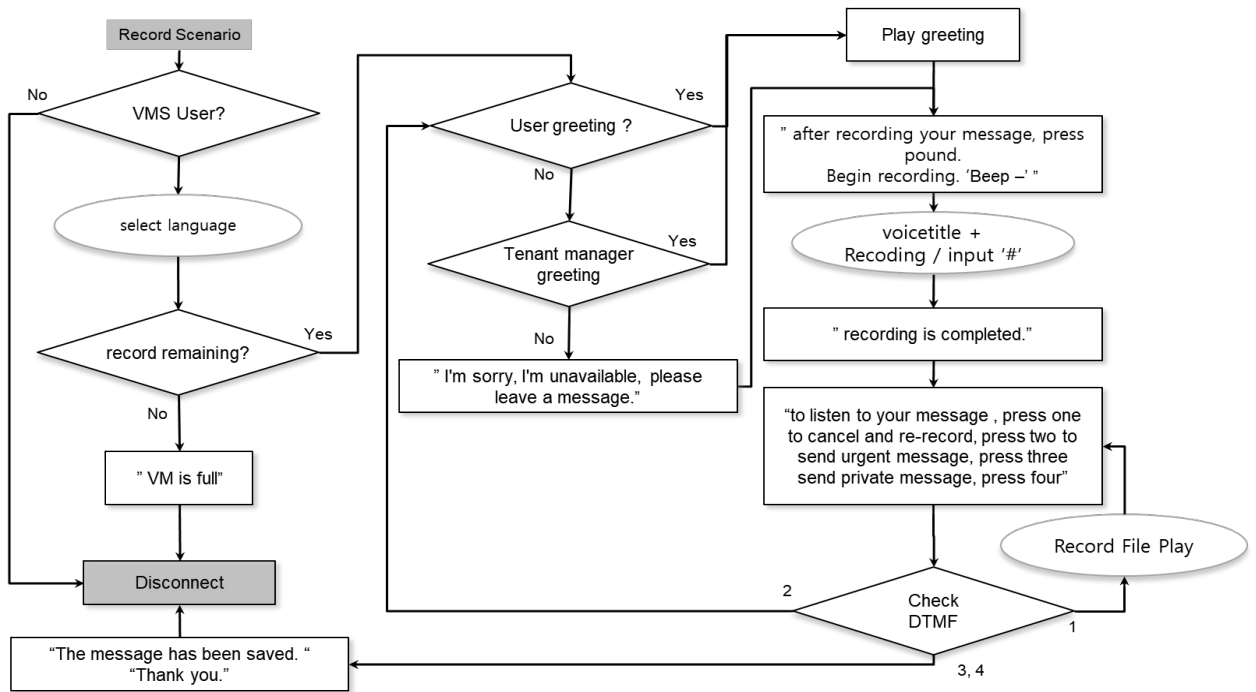 Record Scenario
No
VMS User?
select language
record remaining?
Yes
No
” VM is full”
Disconnect
“The message has been saved. “
“Thank you.”
User greeting ?
Yes
No
Tenant manager
greeting
Yes
No
” I'm sorry, I'm unavailable, please
leave a message.”
Play greeting
” after recording your message, press
pound.
Begin recording. ‘Beep –’ ”
voicetitle +
Recoding / input ‘#’
” recording is completed.”
“to listen to your message , press one
to cancel and re-record, press two to
send urgent message, press three
send private message, press four”
Record File Play
Check
DTMF
2
1
3, 4